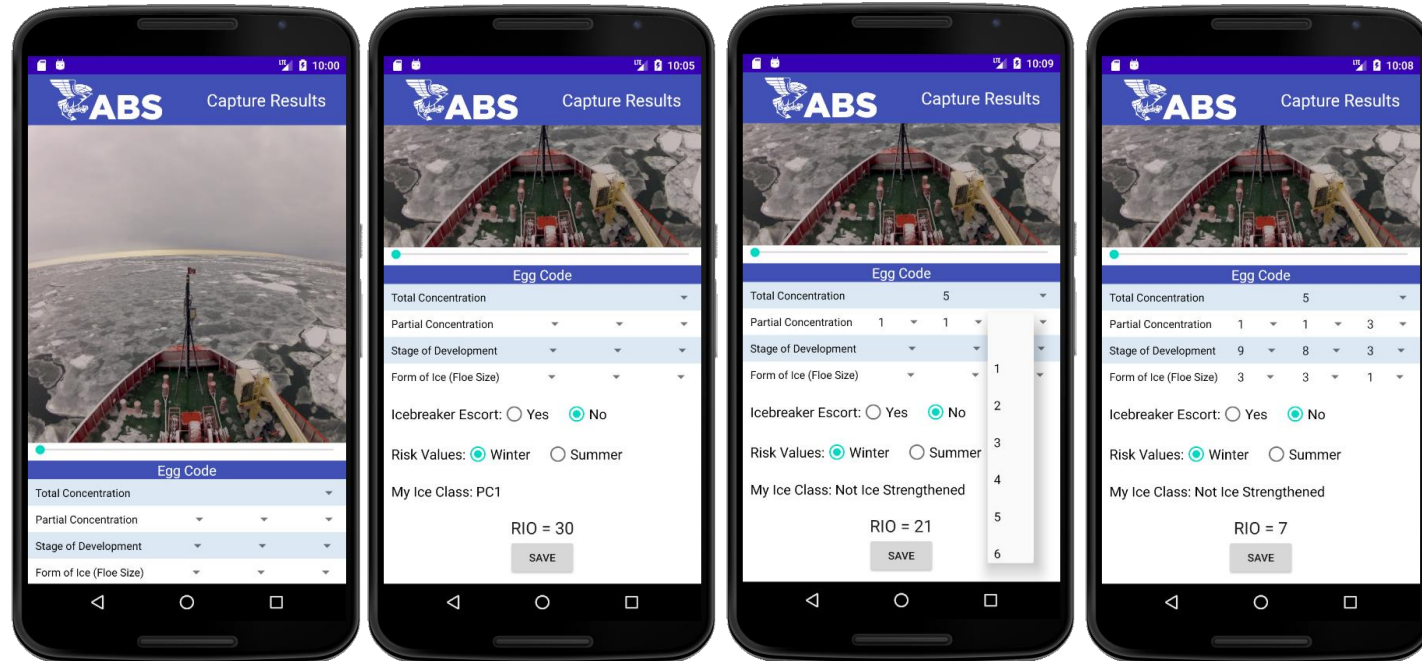 LTE 10:00
ABS Capture Results
Egg Code
Total Concentration
Partial Concentration
Stage of Development
Form of Ice (Floe Size)
LTE 10:05
ABS Capture Results
Egg Code
Total Concentration
Partial Concentration
Stage of Development
Form of Ice (Floe Size)
Icebreaker Escort: Yes No
Risk Values: Winter Summer
My Ice Class: PC1
RIO = 30
SAVE
LTE 10:09
ABS Capture Results
Egg Code
Total Concentration 5
Partial Concentration 1 1
Stage of Development
Form of Ice (Floe Size)
1
2
3
4
5
6
Icebreaker Escort: Yes No
Risk Values: Winter Summer
My Ice Class: Not Ice Strengthened
RIO = 21
SAVE
LTE 10:08
ABS Capture Results
Egg Code
Total Concentration 5
Partial Concentration 1 1 3
Stage of Development 9 8 3
Form of Ice (Floe Size) 3 3 1
Icebreaker Escort: Yes No
Risk Values: Winter Summer
My Ice Class: Not Ice Strengthened
RIO = 7
SAVE